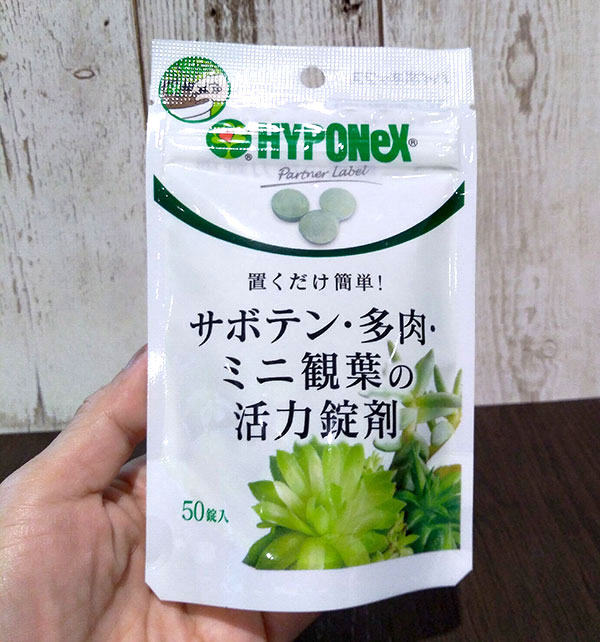 HYPONeX
Partner Label
置くだけ簡単!
サボテン・多肉・
ミニ観葉の
活力錠剤
50錠入